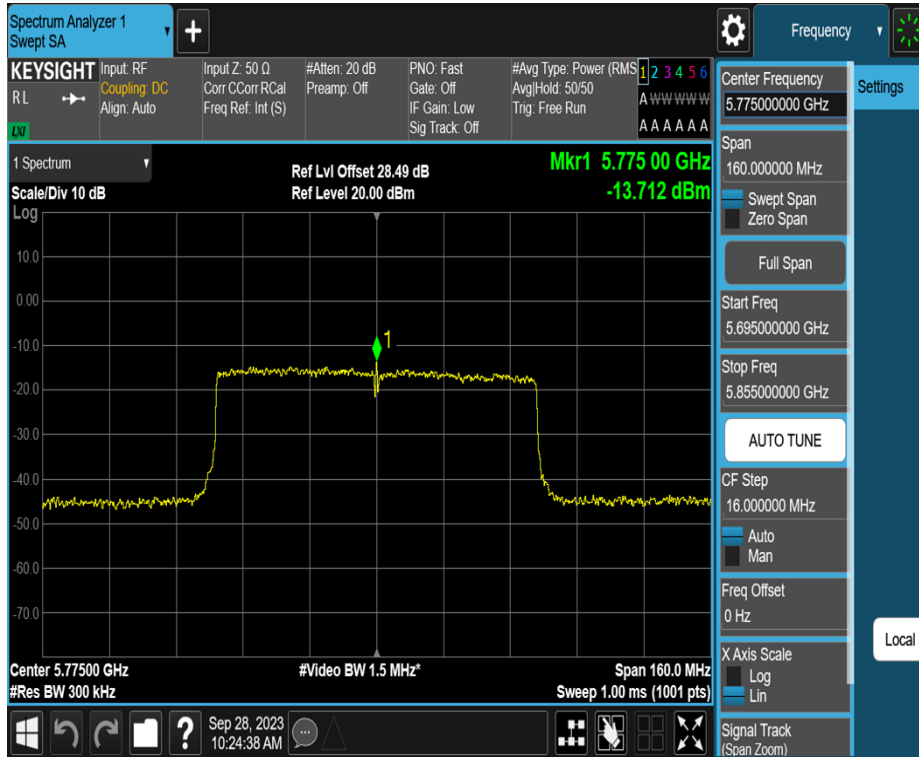 Spectrum Analyzer 1
Swept SA
+
Frequency
KEYSIGHT
R L
LXI
Input: RF
Coupling: DC
Align: Auto
Input Z: 50 Ω
Corr CCorr RCal
Freq Ref: Int (S)
#Atten: 20 dB
Preamp: Off
PNO: Fast
Gate: Off
IF Gain: Low
Sig Track: Off
#Avg Type: Power (RMS
Avg|Hold: 50/50
Trig: Free Run
1 2 3 4 5 6
A W W W W W
A A A A A A
1 Spectrum
Scale/Div 10 dB
Log
Ref Lvl Offset 28.49 dB
Ref Level 20.00 dBm
Mkr1 5.775 00 GHz
-13.712 dBm
10.0
0.00
-10.0
-20.0
-30.0
-40.0
-50.0
-60.0
-70.0
1
Center 5.77500 GHz
#Res BW 300 kHz
#Video BW 1.5 MHz*
Span 160.0 MHz
Sweep 1.00 ms (1001 pts)
?
Sep 28, 2023
10:24:38 AM
Center Frequency
5.775000000 GHz
Span
160.000000 MHz
Swept Span
Zero Span
Full Span
Start Freq
5.695000000 GHz
Stop Freq
5.855000000 GHz
AUTO TUNE
CF Step
16.000000 MHz
Auto
Man
Freq Offset
0 Hz
X Axis Scale
Log
Lin
Signal Track
(Span Zoom)
Settings
Local